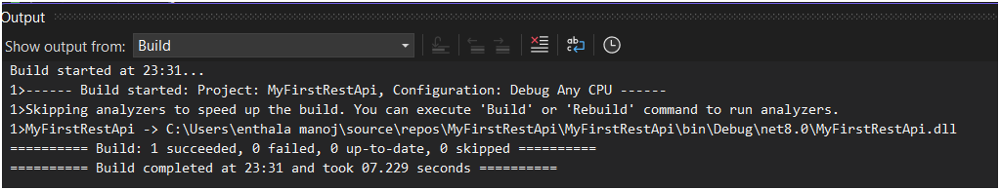 Output
Show output from: Build
Build started at 23:31...
1>------ Build started: Project: MyFirstRestApi, Configuration: Debug Any CPU ------
1>Skipping analyzers to speed up the build. You can execute 'Build' or 'Rebuild' command to run analyzers.
1>MyFirstRestApi -> C:\Users\enthala manoj\source\repos\MyFirstRestApi\MyFirstRestApi\bin\Debug\net8.0\MyFirstRestApi.dll
========== Build: 1 succeeded, 0 failed, 0 up-to-date, 0 skipped ==========
========== Build completed at 23:31 and took 07.229 seconds ==========